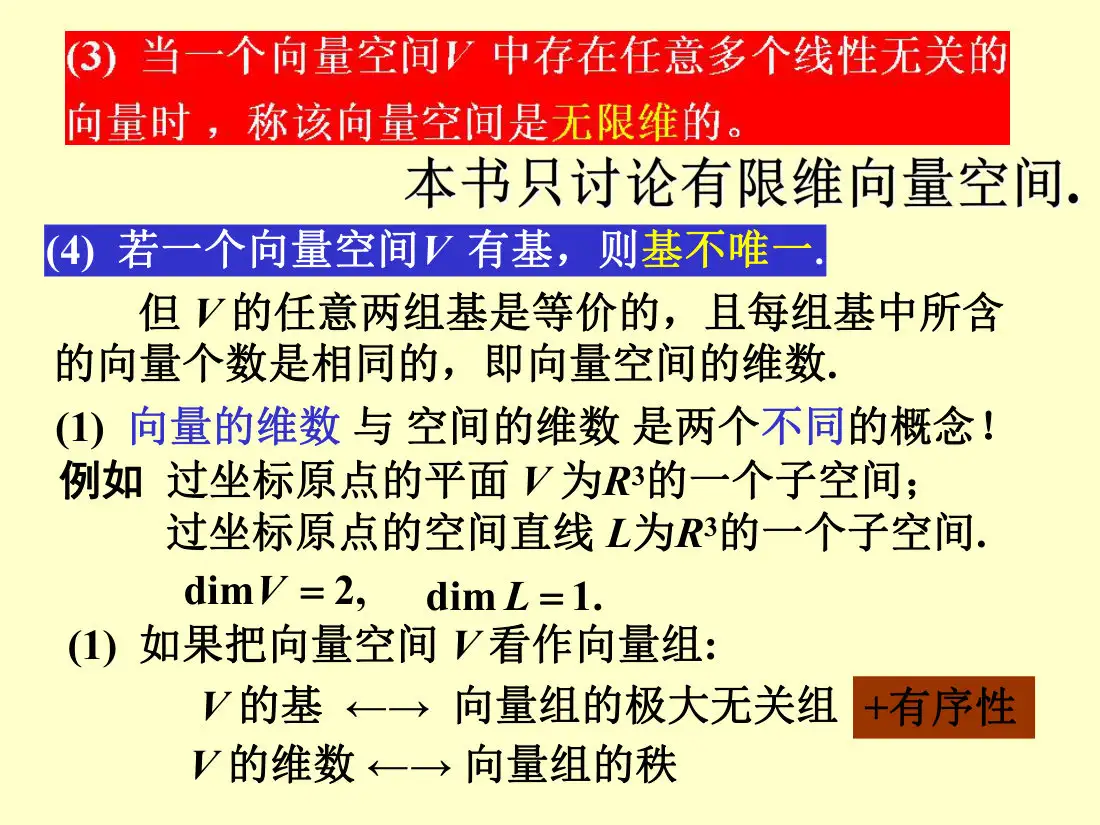 (3) 当一个向量空间V 中存在任意多个线性无关的
向量时，称该向量空间是无限维的。
本书只讨论有限维向量空间.
(4) 若一个向量空间V 有基，则基不唯一.
但 V 的任意两组基是等价的，且每组基中所含
的向量个数是相同的，即向量空间的维数.
(1) 向量的维数 与 空间的维数 是两个不同的概念！
例如 过坐标原点的平面 V 为R³的一个子空间；
过坐标原点的空间直线 L为R³的一个子空间.
dimV = 2, dim L = 1.
(1) 如果把向量空间 V 看作向量组:
V 的基 ←→ 向量组的极大无关组 +有序性
V 的维数 ←→ 向量组的秩